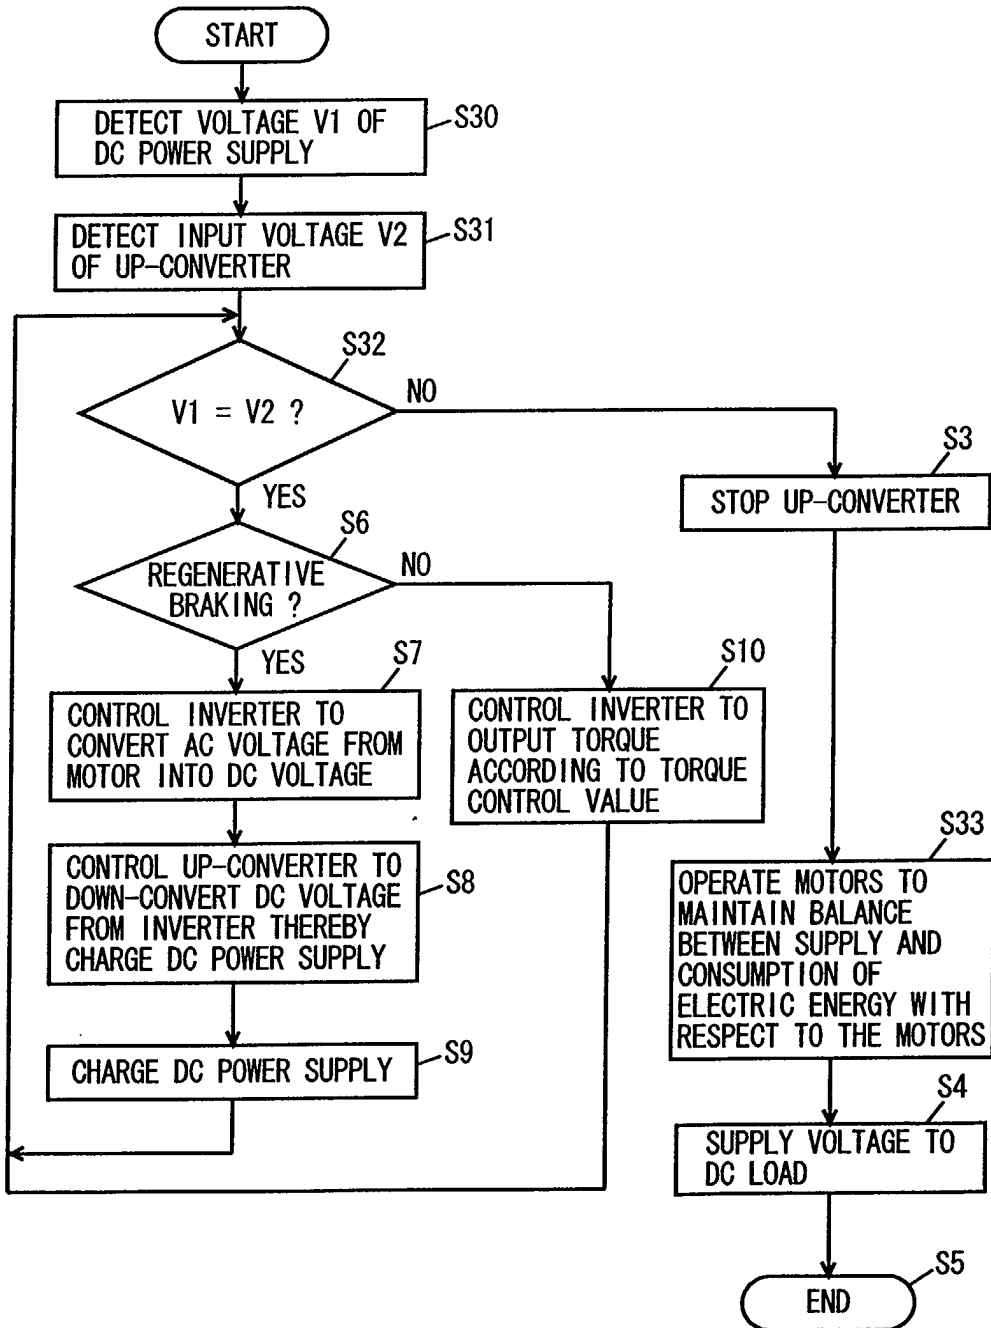 START
DETECT VOLTAGE V1 OF
DC POWER SUPPLY
S30
DETECT INPUT VOLTAGE V2
OF UP-CONVERTER
S31
S32
V1 = V2 ?
NO
YES
S3
STOP UP-CONVERTER
S6
REGENERATIVE
BRAKING ?
NO
YES
S7
CONTROL INVERTER TO
CONVERT AC VOLTAGE FROM
MOTOR INTO DC VOLTAGE
S10
CONTROL INVERTER TO
OUTPUT TORQUE
ACCORDING TO TORQUE
CONTROL VALUE
CONTROL UP-CONVERTER TO
DOWN-CONVERT DC VOLTAGE
FROM INVERTER THEREBY
CHARGE DC POWER SUPPLY
S8
S33
OPERATE MOTORS TO
MAINTAIN BALANCE
BETWEEN SUPPLY AND
CONSUMPTION OF
ELECTRIC ENERGY WITH
RESPECT TO THE MOTORS
CHARGE DC POWER SUPPLY
S9
S4
SUPPLY VOLTAGE TO
DC LOAD
S5
END